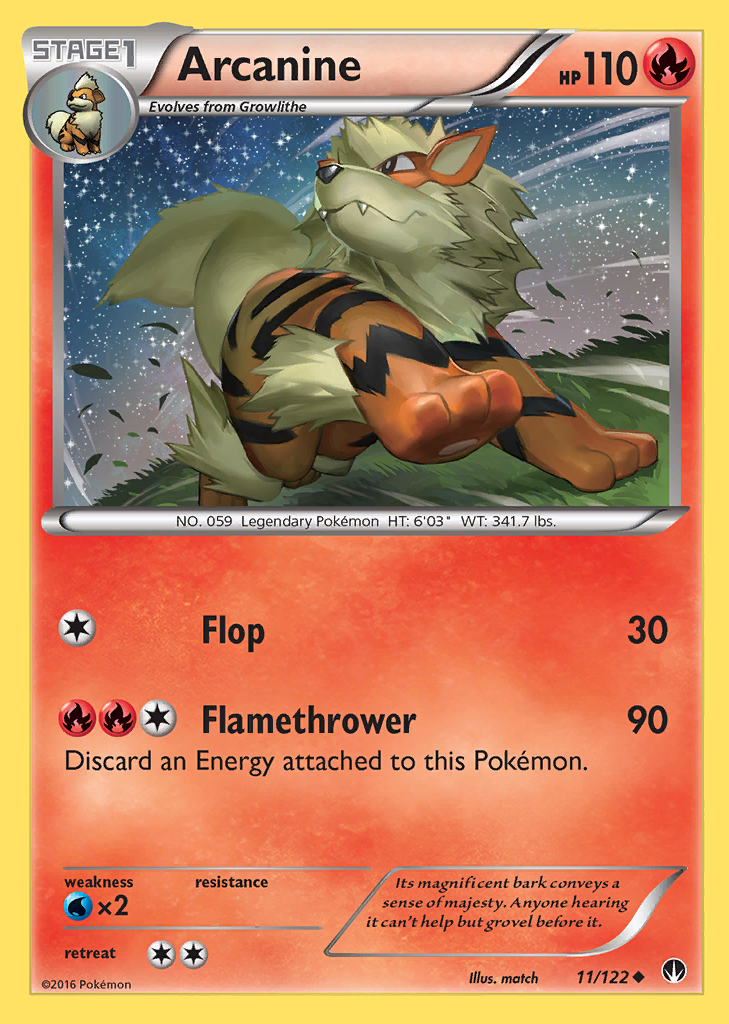 STAGE1
Arcanine
HP110
Evolves from Growlithe
NO. 059 Legendary Pokémon HT: 6'03" WT: 341.7 lbs.
Flop 30
Flamethrower 90
Discard an Energy attached to this Pokémon.
weakness resistance
×2
retreat
Its magnificent bark conveys a
sense of majesty. Anyone hearing
it can't help but grovel before it.
©2016 Pokémon
Illus. match 11/122